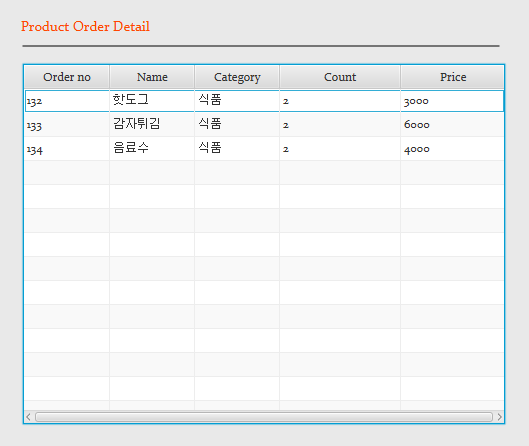 Product Order Detail
Order no Name Category Count Price
132 핫도그 식품 2 3000
133 감자튀김 식품 2 6000
134 음료수 식품 2 4000